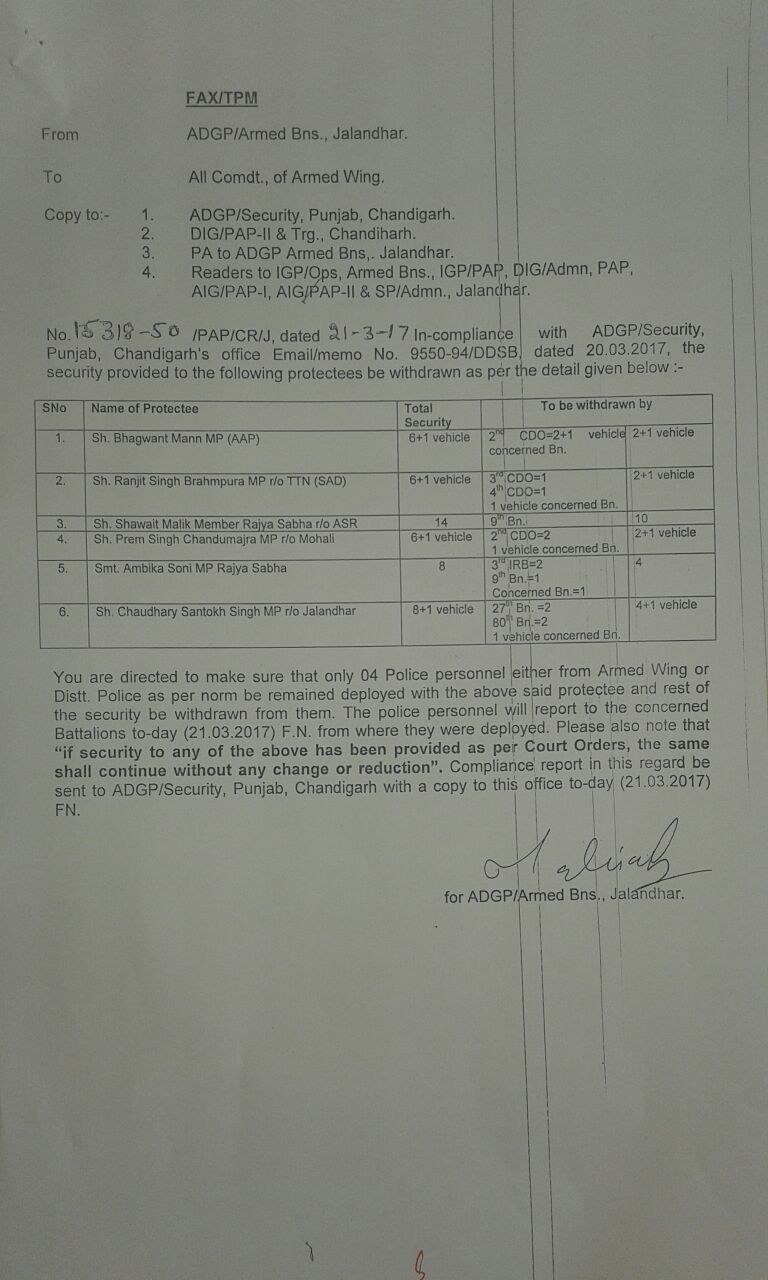 FAX/TPM
From ADGP/Armed Bns., Jalandhar.
To All Comdt., of Armed Wing.
Copy to:- 1. ADGP/Security, Punjab, Chandigarh.
2. DIG/PAP-II & Trg., Chandiharh.
3. PA to ADGP Armed Bns,. Jalandhar.
4. Readers to IGP/Ops, Armed Bns., IGP/PAP, DIG/Admn, PAP,
AIG/PAP-I, AIG/PAP-II & SP/Admn., Jalandhar.
No. 15318-50 /PAP/CR/J, dated 21-3-17 In-compliance with ADGP/Security,
Punjab, Chandigarh's office Email/memo No. 9550-94/DDSB, dated 20.03.2017, the
security provided to the following protectees be withdrawn as per the detail given below :-
SNo Name of Protectee Total To be withdrawn by
Security
1. Sh. Bhagwant Mann MP (AAP) 6+1 vehicle 2nd CDO=2+1 vehicle 2+1 vehicle
concerned Bn.
2. Sh. Ranjit Singh Brahmpura MP r/o TTN (SAD) 6+1 vehicle 3rd CDO=1 2+1 vehicle
4th CDO=1
1 vehicle concerned Bn.
3. Sh. Shawait Malik Member Rajya Sabha r/o ASR 14 9th Bn. 10
4. Sh. Prem Singh Chandumajra MP r/o Mohali 6+1 vehicle 2nd CDO=2 2+1 vehicle
1 vehicle concerned Bn.
5. Smt. Ambika Soni MP Rajya Sabha 8 3rd IRB=2 4
9th Bn.=1
Concerned Bn.=1
6. Sh. Chaudhary Santokh Singh MP r/o Jalandhar 8+1 vehicle 27th Bn. =2 4+1 vehicle
80th Bn.=2
1 vehicle concerned Bn.
You are directed to make sure that only 04 Police personnel either from Armed Wing or
Distt. Police as per norm be remained deployed with the above said protectee and rest of
the security be withdrawn from them. The police personnel will report to the concerned
Battalions to-day (21.03.2017) F.N. from where they were deployed. Please also note that
“if security to any of the above has been provided as per Court Orders, the same
shall continue without any change or reduction”. Compliance report in this regard be
sent to ADGP/Security, Punjab, Chandigarh with a copy to this office to-day (21.03.2017)
FN.
for ADGP/Armed Bns., Jalandhar.